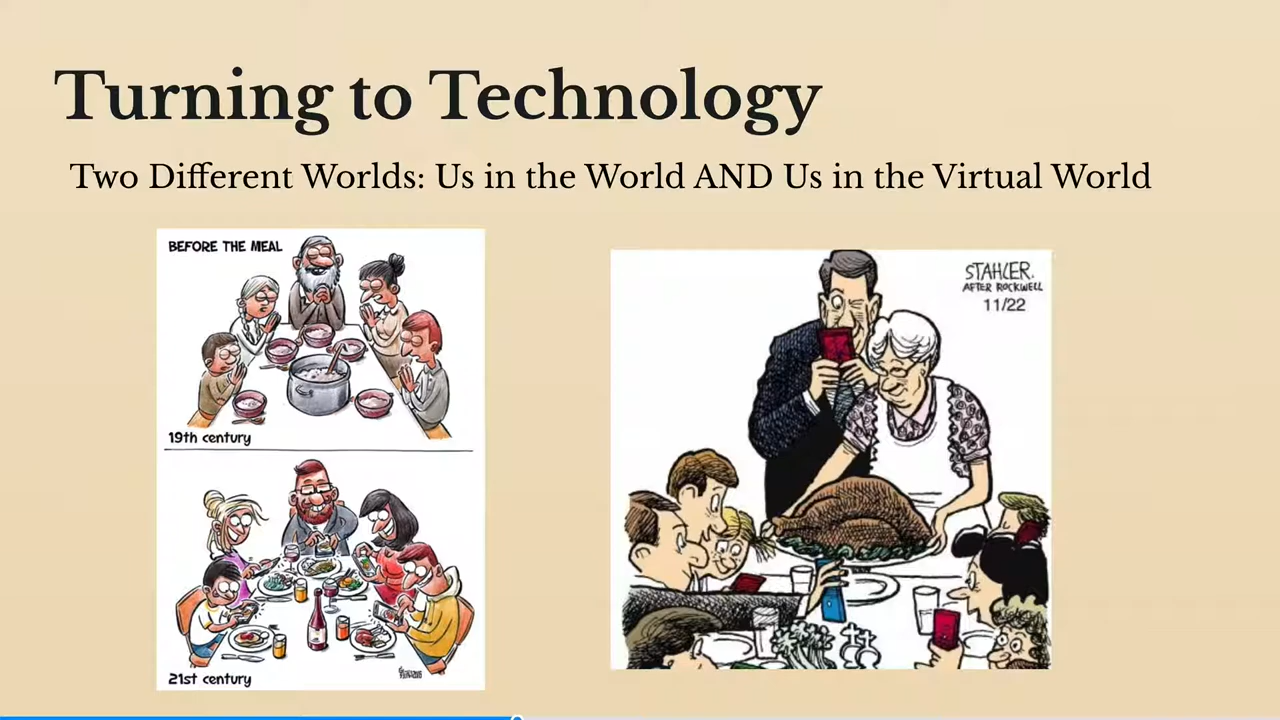 Turning to Technology
Two Different Worlds: Us in the World AND Us in the Virtual World
BEFORE THE MEAL
19th century
21st century
STAHLER.
AFTER ROCKWELL
11/22